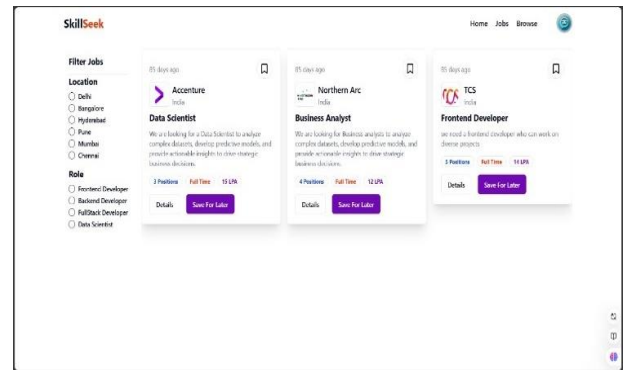 SkillSeek
Home Jobs Browse
Filter Jobs
Location
Delhi
Bangalore
Hyderabad
Pune
Mumbai
Chennai
Role
Frontend Developer
Backend Developer
FullStack Developer
Data Scientist
85 days ago
Accenture
India
Data Scientist
We are looking for a Data Scientist to analyze
complex datasets, develop predictive models, and
provide actionable insights to drive strategic
business decisions.
3 Positions Full Time 15 LPA
Details Save For Later
85 days ago
Northern Arc
India
Business Analyst
We are looking for Business analysts to analyze
complex datasets, develop predictive models, and
provide actionable insights to drive strategic
business decisions.
4 Positions Full Time 12 LPA
Details Save For Later
85 days ago
TCS
India
Frontend Developer
we need a frontend developer who can work on
diverse projects
3 Positions Full Time 14 LPA
Details Save For Later